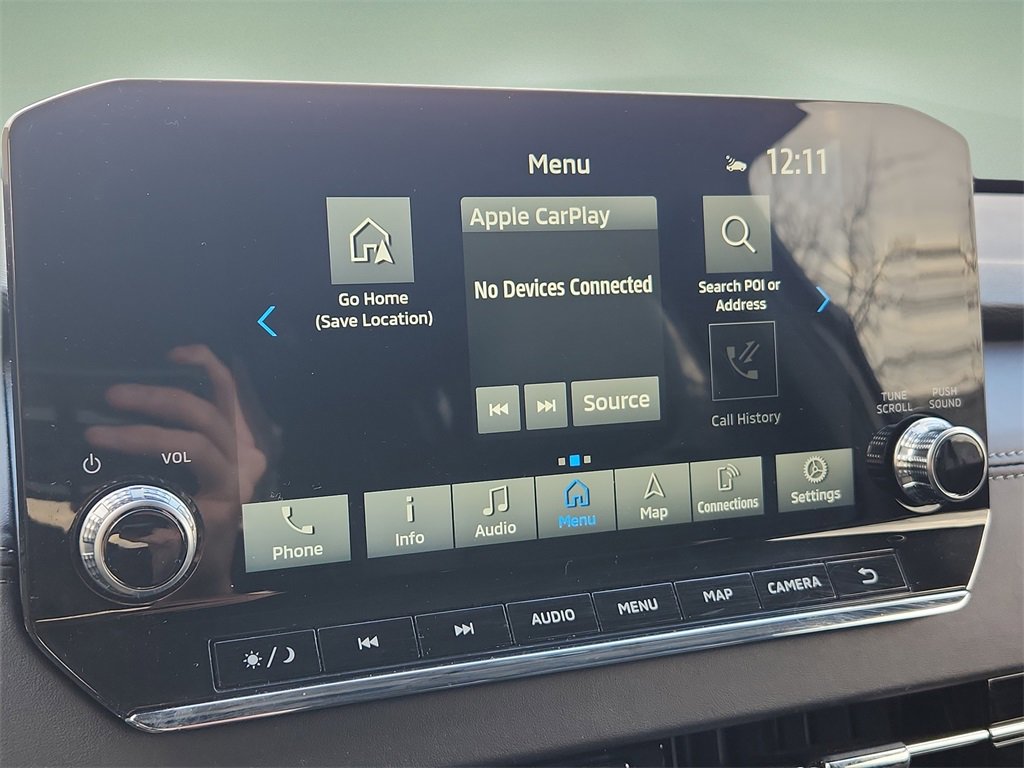 Menu
12:11
Apple CarPlay
No Devices Connected
Go Home
(Save Location)
Search POI or
Address
Call History
Source
TUNE
SCROLL
PUSH
SOUND
VOL
Phone
Info
Audio
Menu
Map
Connections
Settings
AUDIO
MENU
MAP
CAMERA